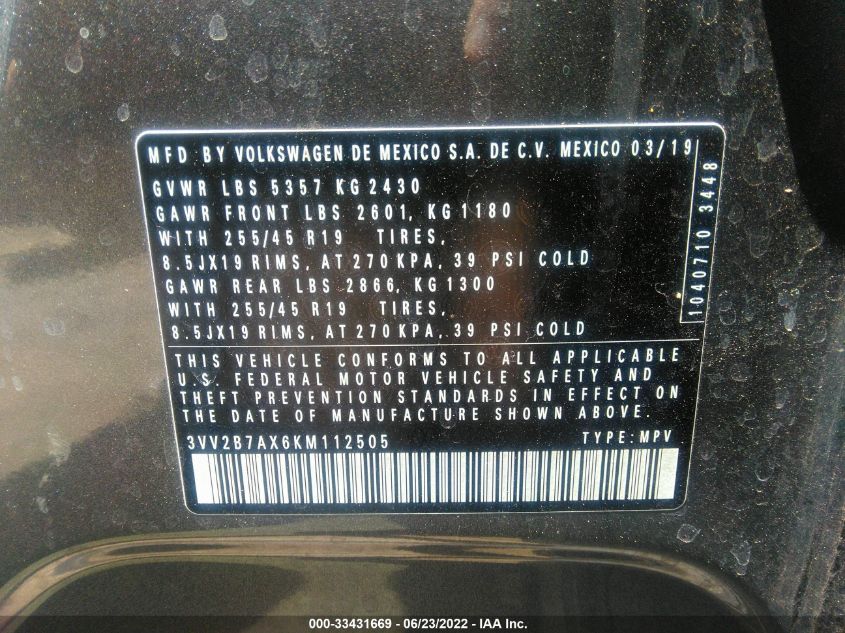 MFD BY VOLKSWAGEN DE MEXICO S.A. DE C.V. MEXICO 03/19
GVWR LBS 5357 KG 2430
GAWR FRONT LBS 2601, KG 1180
WITH 255/45 R19 TIRES,
8.5JX19 RIMS, AT 270 KPA, 39 PSI COLD
GAWR REAR LBS 2866, KG 1300
WITH 255/45 R19 TIRES,
8.5JX19 RIMS, AT 270 KPA, 39 PSI COLD
1040710 3448
THIS VEHICLE CONFORMS TO ALL APPLICABLE
U.S. FEDERAL MOTOR VEHICLE SAFETY AND
THEFT PREVENTION STANDARDS IN EFFECT ON
THE DATE OF MANUFACTURE SHOWN ABOVE.
3VV2B7AX6KM112505 TYPE: MPV
000-33431669 - 06/23/2022 - IAA Inc.